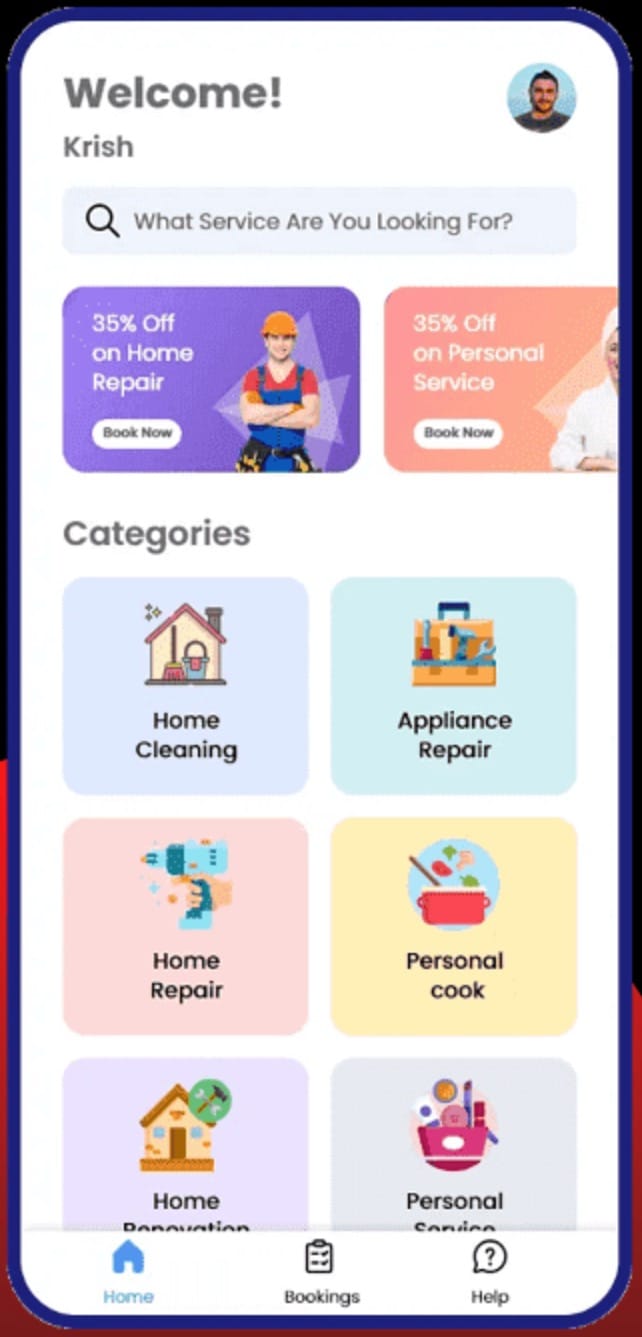 Welcome!
Krish
What Service Are You Looking For?
35% Off
on Home
Repair
Book Now
35% Off
on Personal
Service
Book Now
Categories
Home
Cleaning
Appliance
Repair
Home
Repair
Personal
cook
Home
Renovation
Personal
Service
Home
Bookings
Help